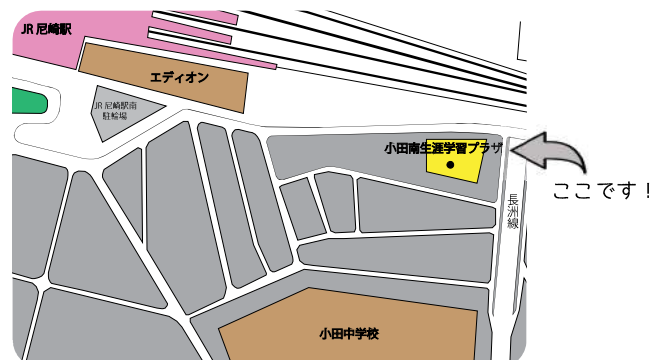 JR 尼崎駅
エディオン
JR 尼崎駅南
駐輪場
小田南生涯学習プラザ
ここです！
長洲線
小田中学校